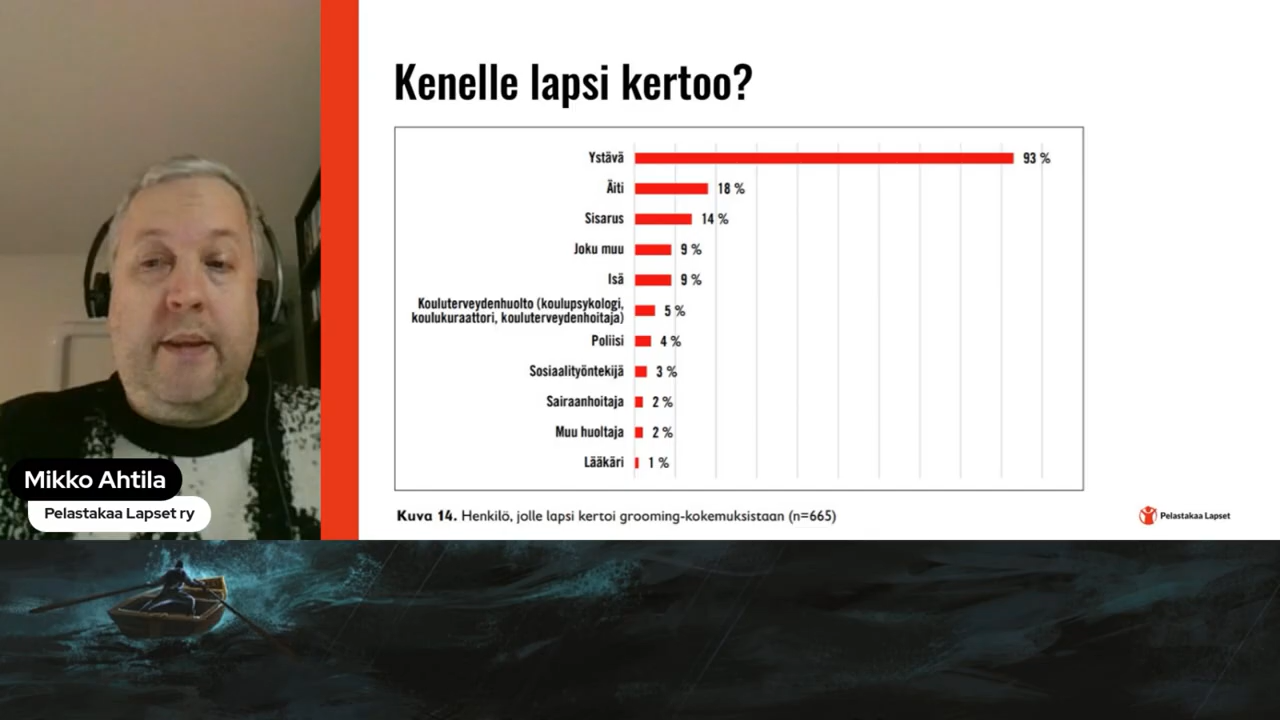 Kenelle lapsi kertoo?
Ystävä 93 %
Äiti 18 %
Sisarus 14 %
Joku muu 9 %
Isä 9 %
Kouluterveydenhuolto (koulupsykologi,
koulukuraattori, kouluterveydenhoitaja) 5 %
Poliisi 4 %
Sosiaalityöntekijä 3 %
Sairaanhoitaja 2 %
Muu huoltaja 2 %
Lääkäri 1 %
Kuva 14. Henkilö, jolle lapsi kertoi grooming-kokemuksistaan (n=665)
Pelastakaa Lapset
Mikko Ahtila
Pelastakaa Lapset ry